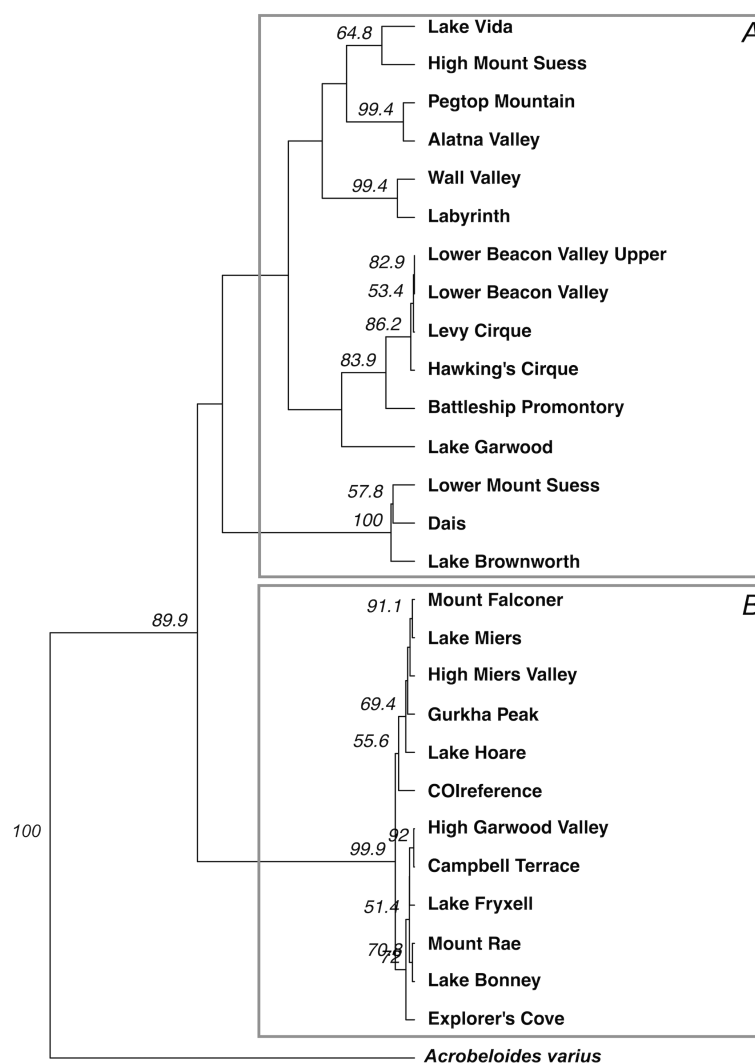 A
Lake Vida
64.8
High Mount Suess
Pegtop Mountain
99.4
Alatna Valley
Wall Valley
99.4
Labyrinth
Lower Beacon Valley Upper
82.9
Lower Beacon Valley
53.4
86.2
Levy Cirque
83.9
Hawking's Cirque
Battleship Promontory
Lake Garwood
Lower Mount Suess
57.8
100
Dais
Lake Brownworth
B
Mount Falconer
91.1
89.9
Lake Miers
High Miers Valley
69.4
Gurkha Peak
55.6
Lake Hoare
COIreference
High Garwood Valley
100
92
99.9
Campbell Terrace
Lake Fryxell
51.4
Mount Rae
70.8
72
Lake Bonney
Explorer's Cove
Acrobeloides varius